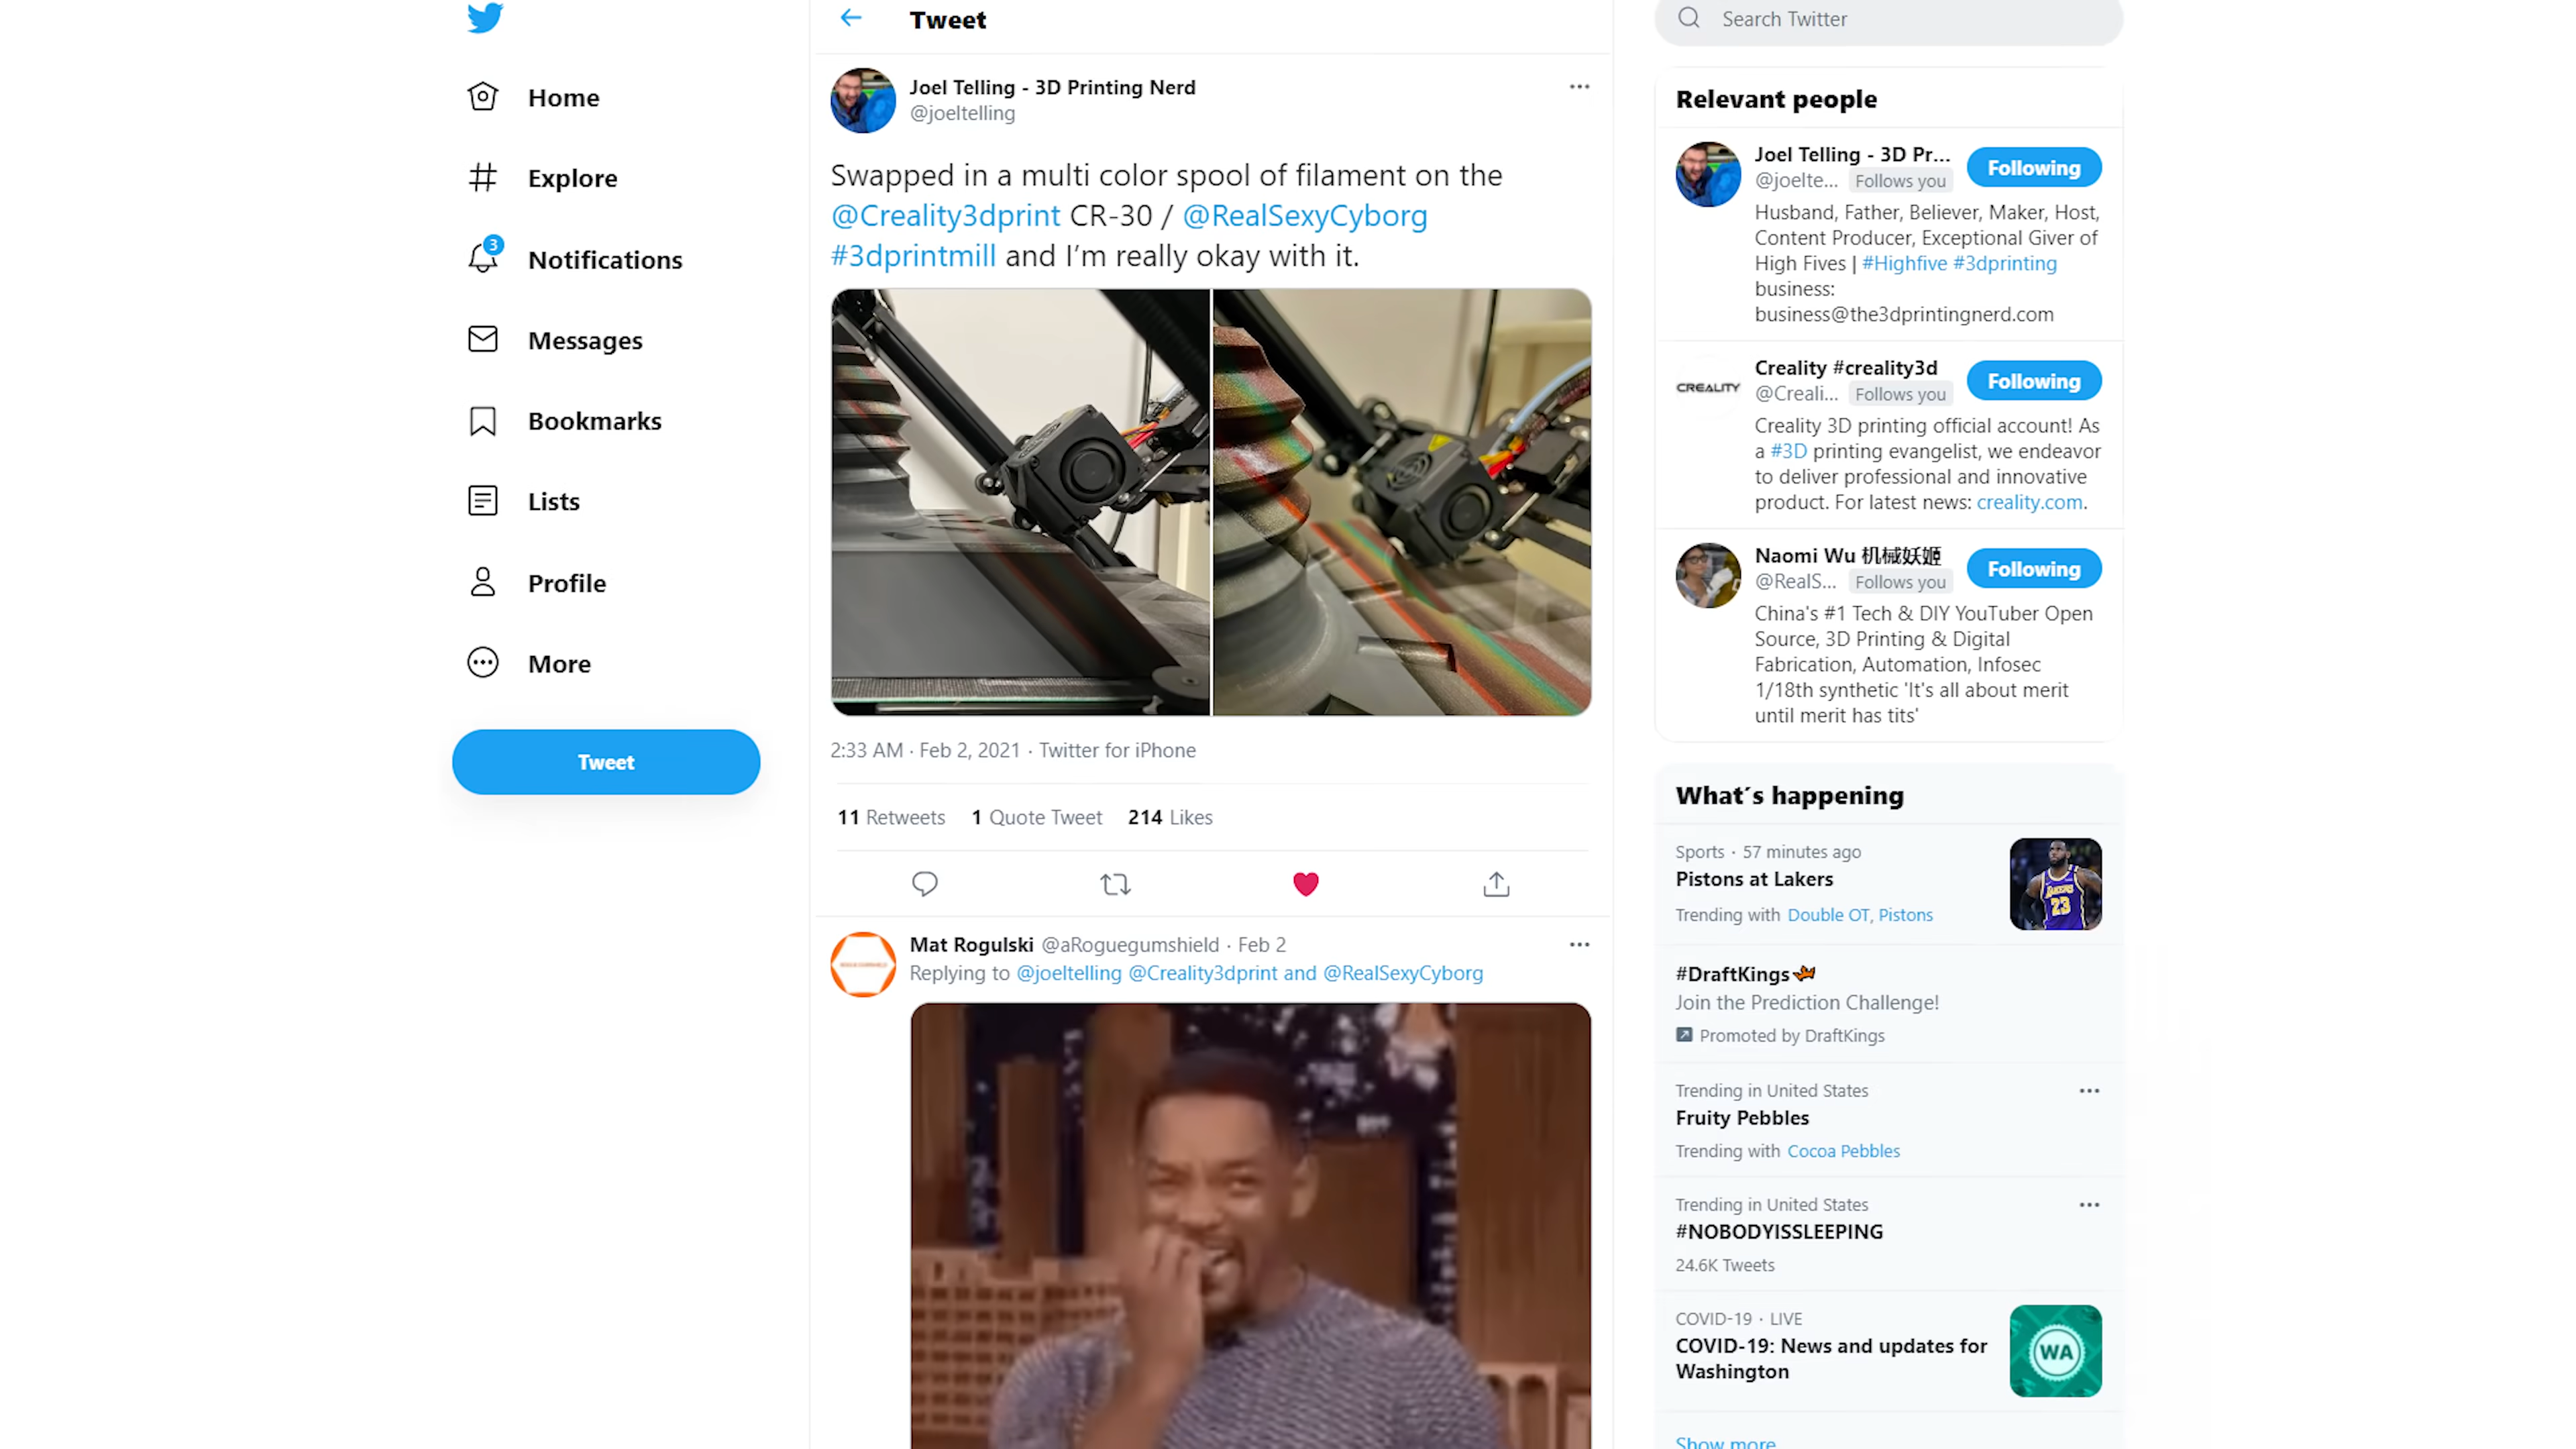 Home
Explore
3
Notifications
Messages
Bookmarks
Lists
Profile
More
Tweet
Tweet
Joel Telling - 3D Printing Nerd
@joeltelling
Swapped in a multi color spool of filament on the
@Creality3dprint CR-30 / @RealSexyCyborg
#3dprintmill and I’m really okay with it.
2:33 AM · Feb 2, 2021 · Twitter for iPhone
11 Retweets 1 Quote Tweet 214 Likes
Mat Rogulski @aRoguegumshield · Feb 2
Replying to @joeltelling @Creality3dprint and @RealSexyCyborg
Search Twitter
Relevant people
Joel Telling - 3D Pr...
@joelte... Follows you
Following
Husband, Father, Believer, Maker, Host,
Content Producer, Exceptional Giver of
High Fives | #Highfive #3dprinting
business:
business@the3dprintingnerd.com
CREALITY
Creality #creality3d
@Creali... Follows you
Following
Creality 3D printing official account! As
a #3D printing evangelist, we endeavor
to deliver professional and innovative
product. For latest news: creality.com.
Naomi Wu 机械妖姬
@RealS... Follows you
Following
China's #1 Tech & DIY YouTuber Open
Source, 3D Printing & Digital
Fabrication, Automation, Infosec
1/18th synthetic 'It's all about merit
until merit has tits'
What´s happening
Sports · 57 minutes ago
Pistons at Lakers
Trending with Double OT, Pistons
LAKERS
23
#DraftKings
Join the Prediction Challenge!
Promoted by DraftKings
Trending in United States
Fruity Pebbles
Trending with Cocoa Pebbles
Trending in United States
#NOBODYISSLEEPING
24.6K Tweets
COVID-19 · LIVE
COVID-19: News and updates for
Washington
WA
Show more